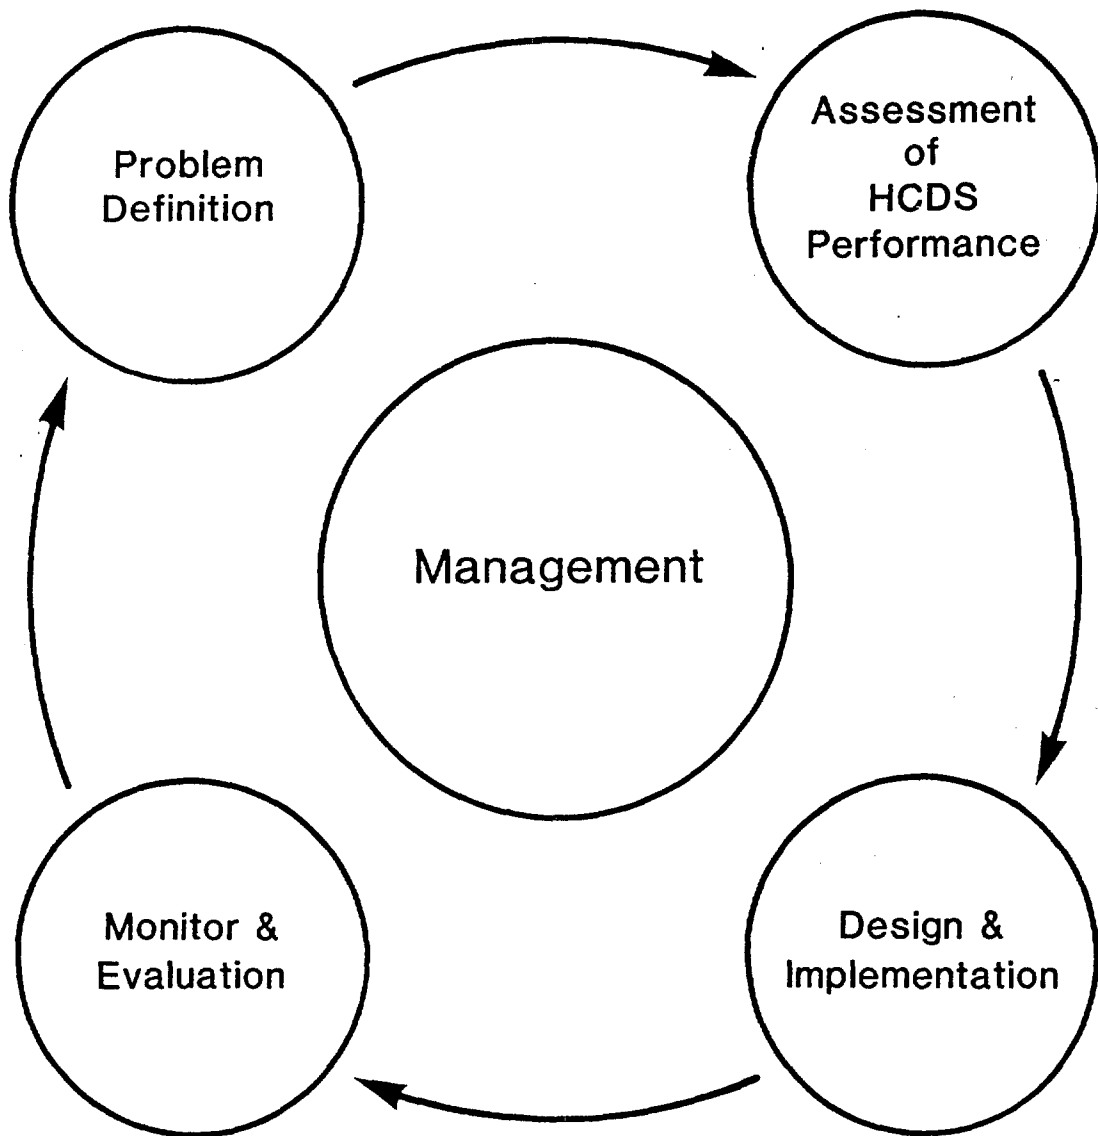 Problem
Definition
Assessment
of
HCDS
Performance
Management
Monitor &
Evaluation
Design &
Implementation